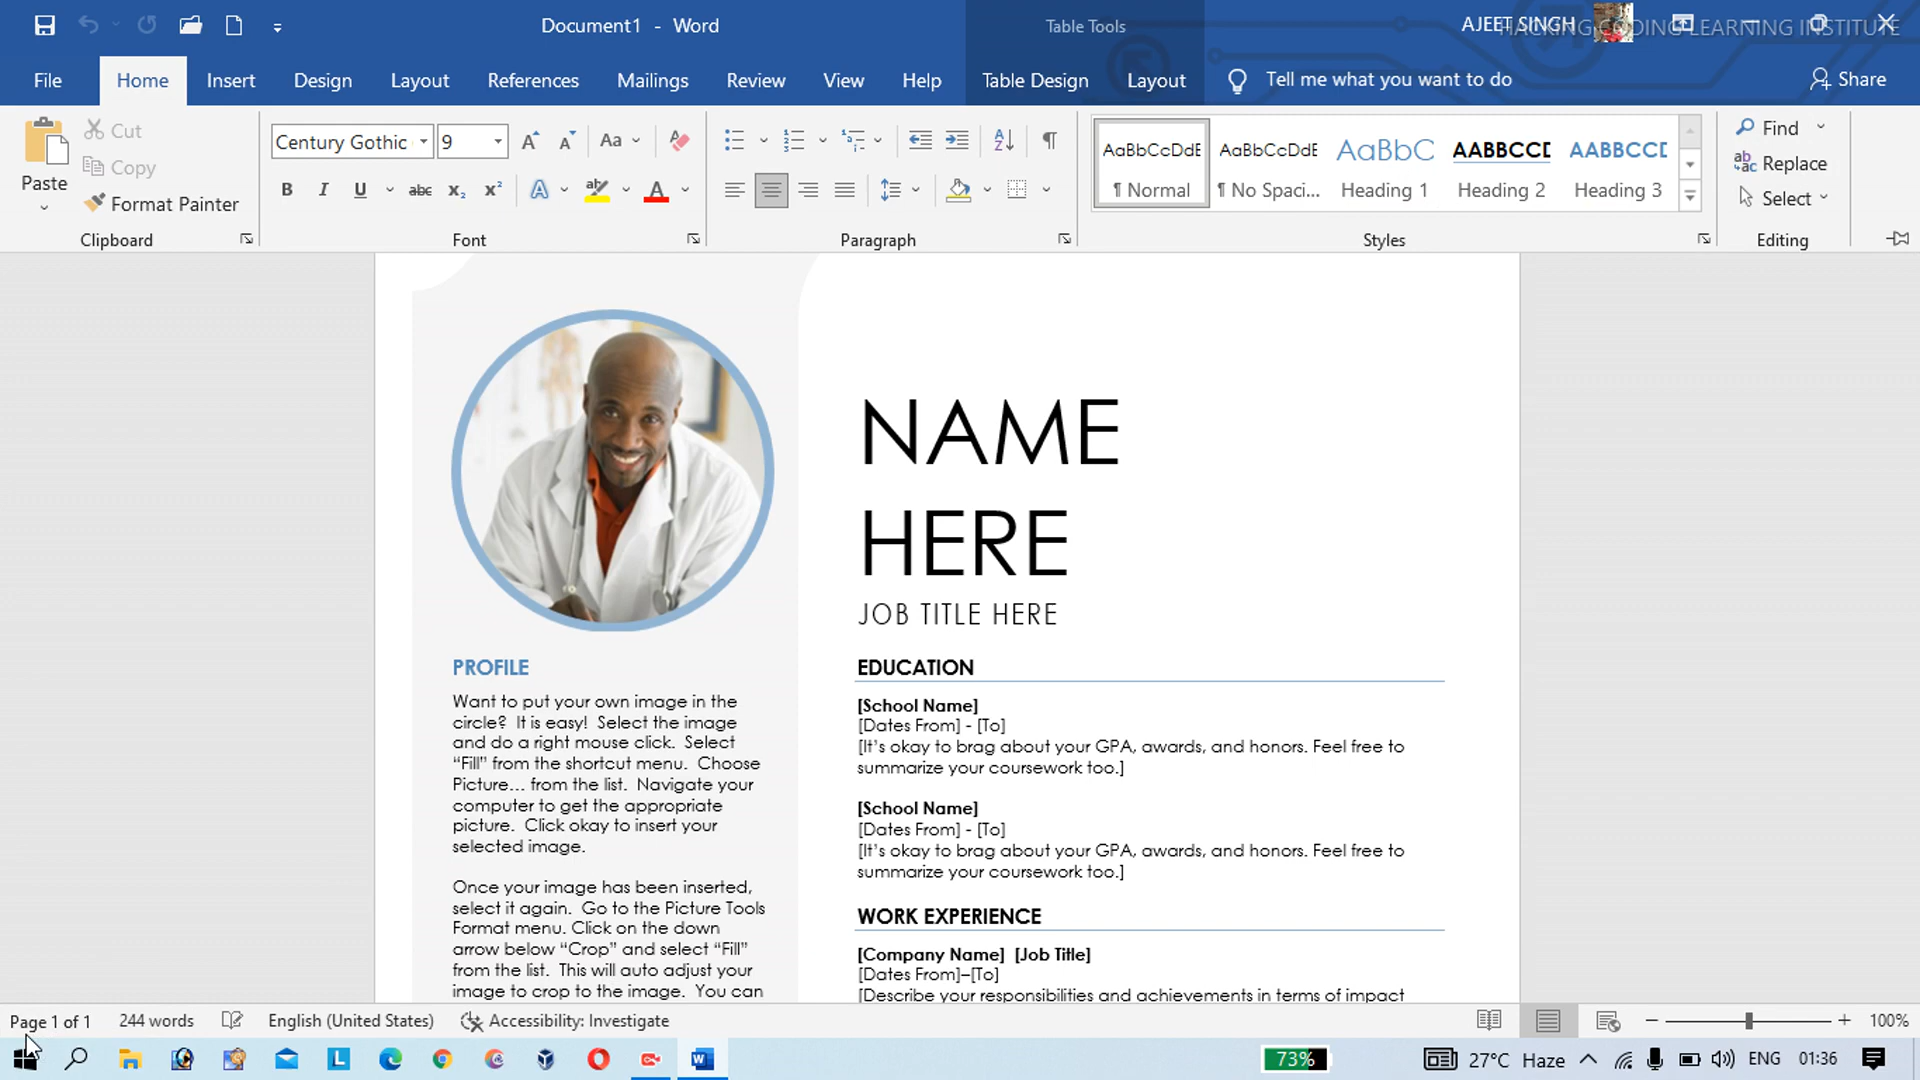 Document1 - Word
Table Tools
AJEET SINGH
HACKING CODING LEARNING INSTITUTE
File Home Insert Design Layout References Mailings Review View Help Table Design Layout Tell me what you want to do Share
Paste
Cut
Copy
Format Painter
Clipboard
Century Gothic 9
Font
Paragraph
AaBbCcDdE AaBbCcDdE AaBbC AABBCCD AABBCCD
¶ Normal ¶ No Spaci... Heading 1 Heading 2 Heading 3
Styles
Find
Replace
Select
Editing
NAME
HERE
JOB TITLE HERE
PROFILE
Want to put your own image in the
circle? It is easy! Select the image
and do a right mouse click. Select
“Fill” from the shortcut menu. Choose
Picture… from the list. Navigate your
computer to get the appropriate
picture. Click okay to insert your
selected image.
Once your image has been inserted,
select it again. Go to the Picture Tools
Format menu. Click on the down
arrow below “Crop” and select “Fill”
from the list. This will auto adjust your
image to crop to the image. You can
EDUCATION
[School Name]
[Dates From] - [To]
[It’s okay to brag about your GPA, awards, and honors. Feel free to
summarize your coursework too.]
[School Name]
[Dates From] - [To]
[It’s okay to brag about your GPA, awards, and honors. Feel free to
summarize your coursework too.]
WORK EXPERIENCE
[Company Name] [Job Title]
[Dates From]–[To]
[Describe your responsibilities and achievements in terms of impact
Page 1 of 1 244 words English (United States) Accessibility: Investigate 100%
73% 27°C Haze ENG 01:36